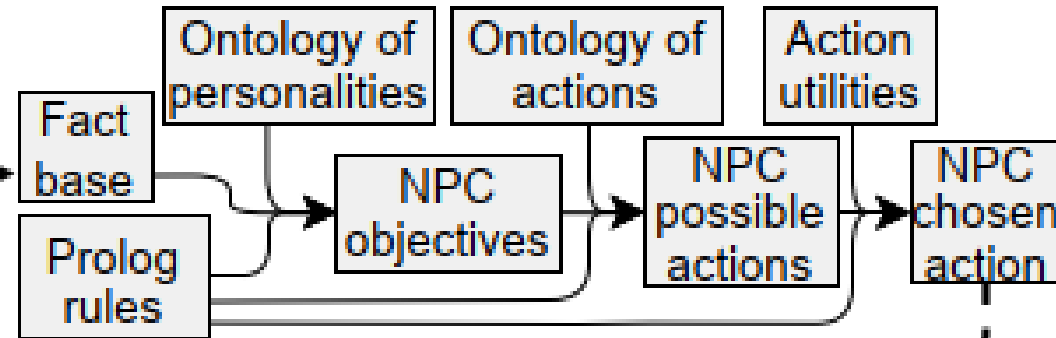 Ontology of
personalities
Ontology of
actions
Action
utilities
Fact
base
NPC
objectives
NPC
possible
actions
NPC
chosen
action
Prolog
rules